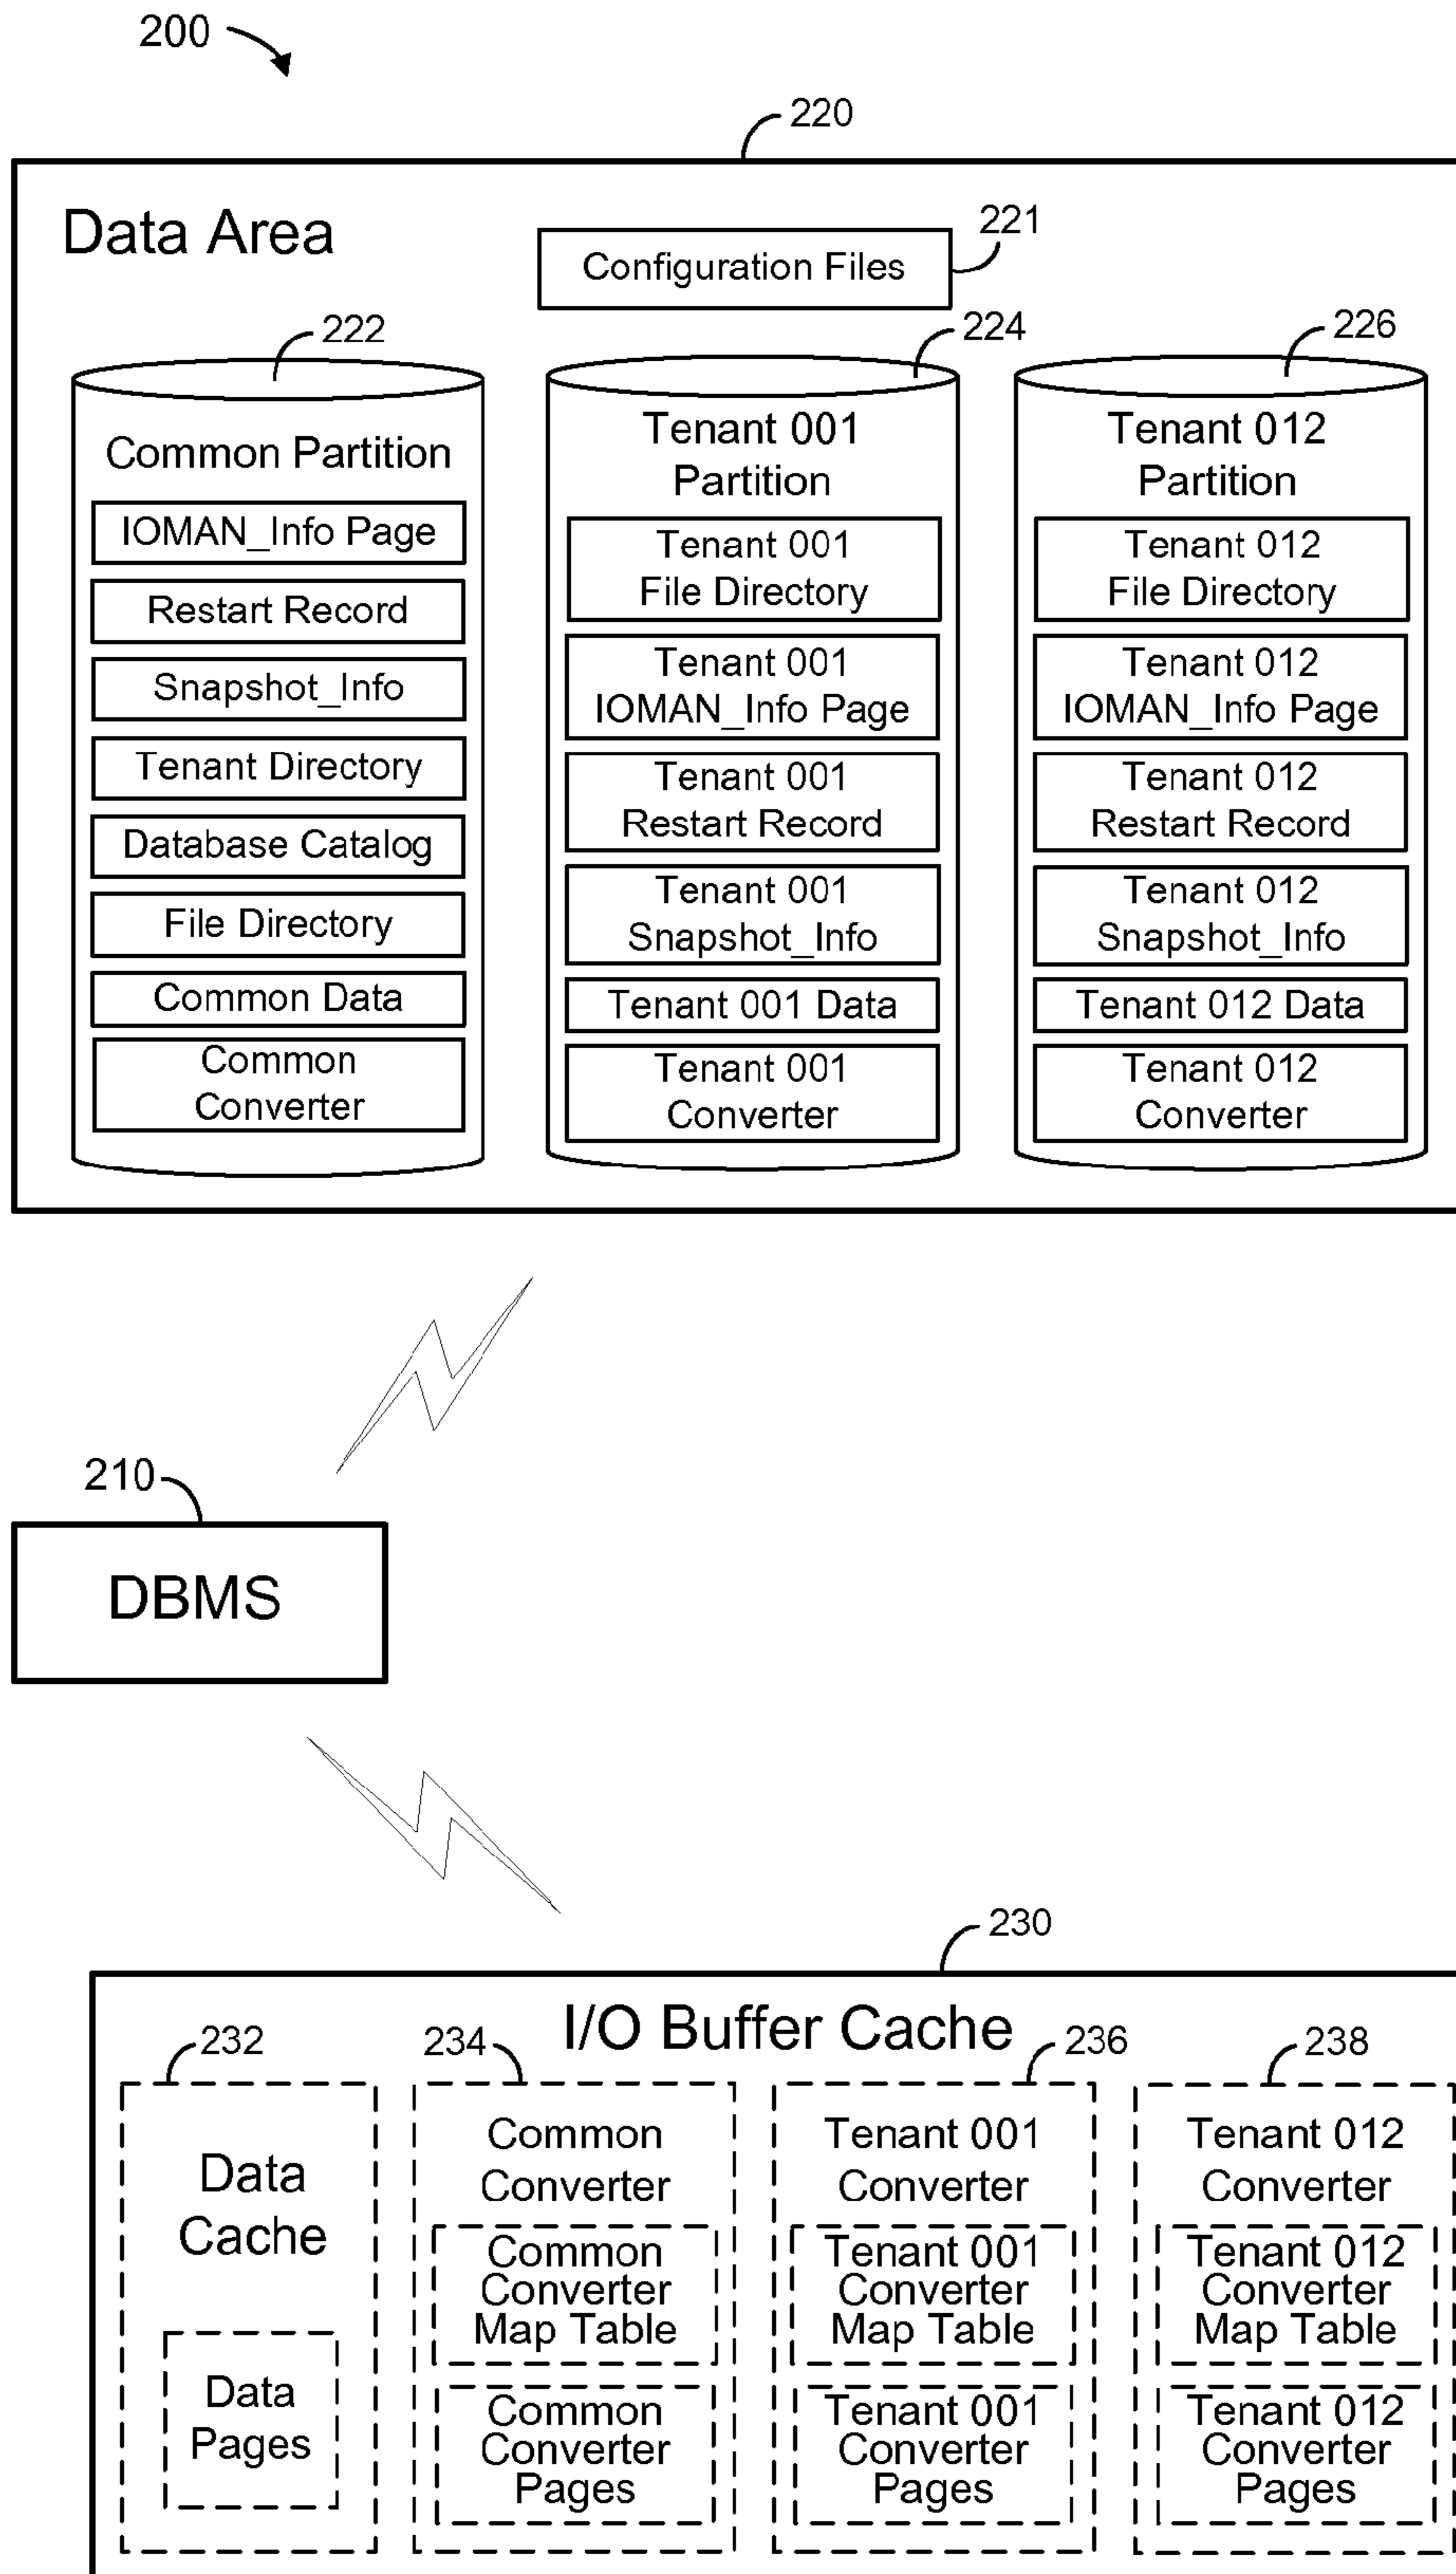 200
220
Data Area
221
Configuration Files
222
224
226
Common Partition
IOMAN_Info Page
Restart Record
Snapshot_Info
Tenant Directory
Database Catalog
File Directory
Common Data
Common
Converter
Tenant 001
Partition
Tenant 001
File Directory
Tenant 001
IOMAN_Info Page
Tenant 001
Restart Record
Tenant 001
Snapshot_Info
Tenant 001 Data
Tenant 001
Converter
Tenant 012
Partition
Tenant 012
File Directory
Tenant 012
IOMAN_Info Page
Tenant 012
Restart Record
Tenant 012
Snapshot_Info
Tenant 012 Data
Tenant 012
Converter
210
DBMS
230
I/O Buffer Cache
232
234
236
238
Data
Cache
Data
Pages
Common
Converter
Common
Converter
Map Table
Common
Converter
Pages
Tenant 001
Converter
Tenant 001
Converter
Map Table
Tenant 001
Converter
Pages
Tenant 012
Converter
Tenant 012
Converter
Map Table
Tenant 012
Converter
Pages